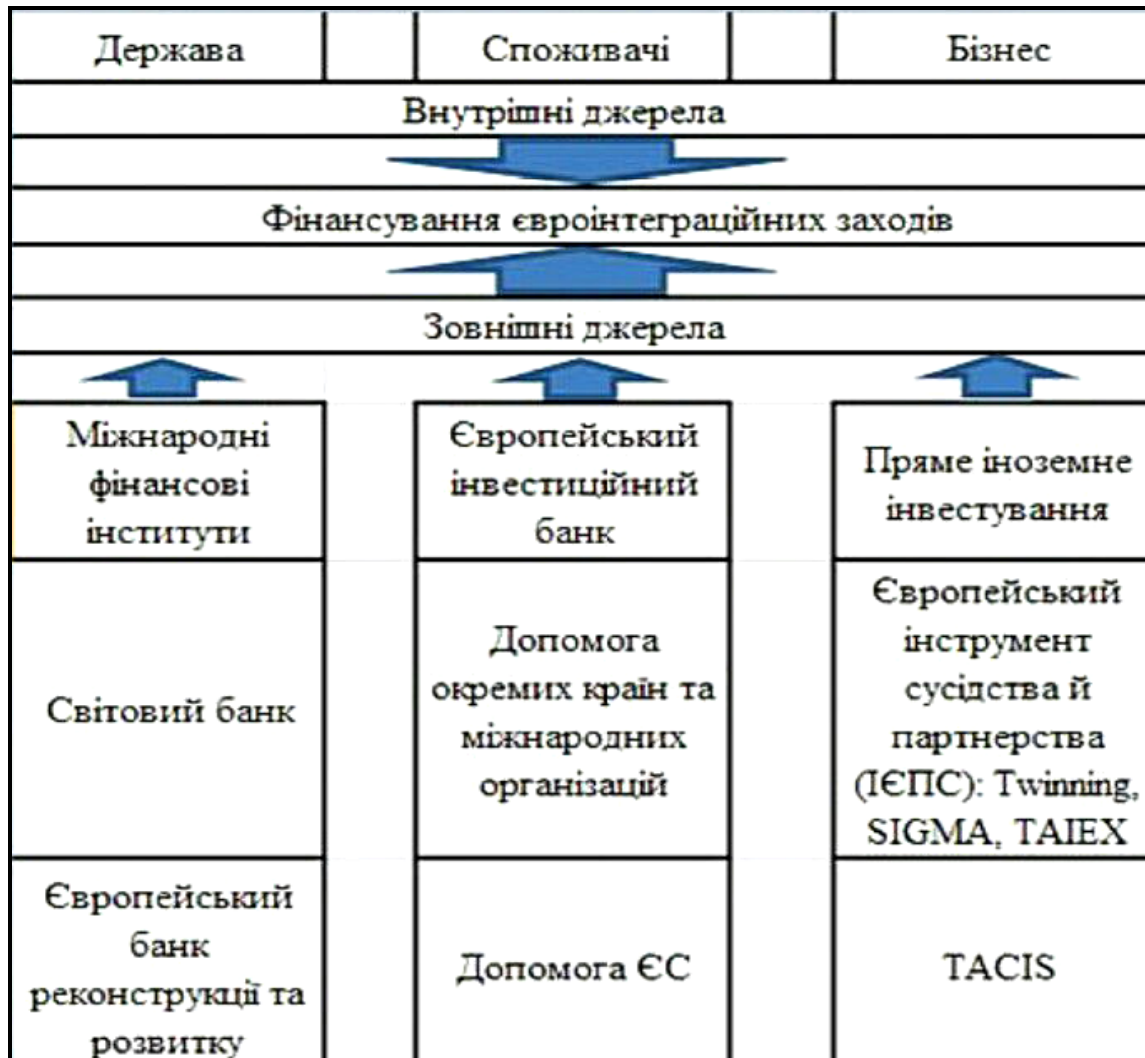 Держава
Споживачі
Бізнес
Внутрішні джерела
Фінансування євроінтеграційних заходів
Зовнішні джерела
Міжнародні
фінансові
інститути
Європейський
інвестиційний
банк
Пряме іноземне
інвестування
Світовий банк
Допомога
окремих країн та
міжнародних
організацій
Європейський
інструмент
сусідства й
партнерства
(ІЄПС): Twinning,
SIGMA, TAIEX
Європейський
банк
реконструкції та
розвитку
Допомога ЄС
TACIS